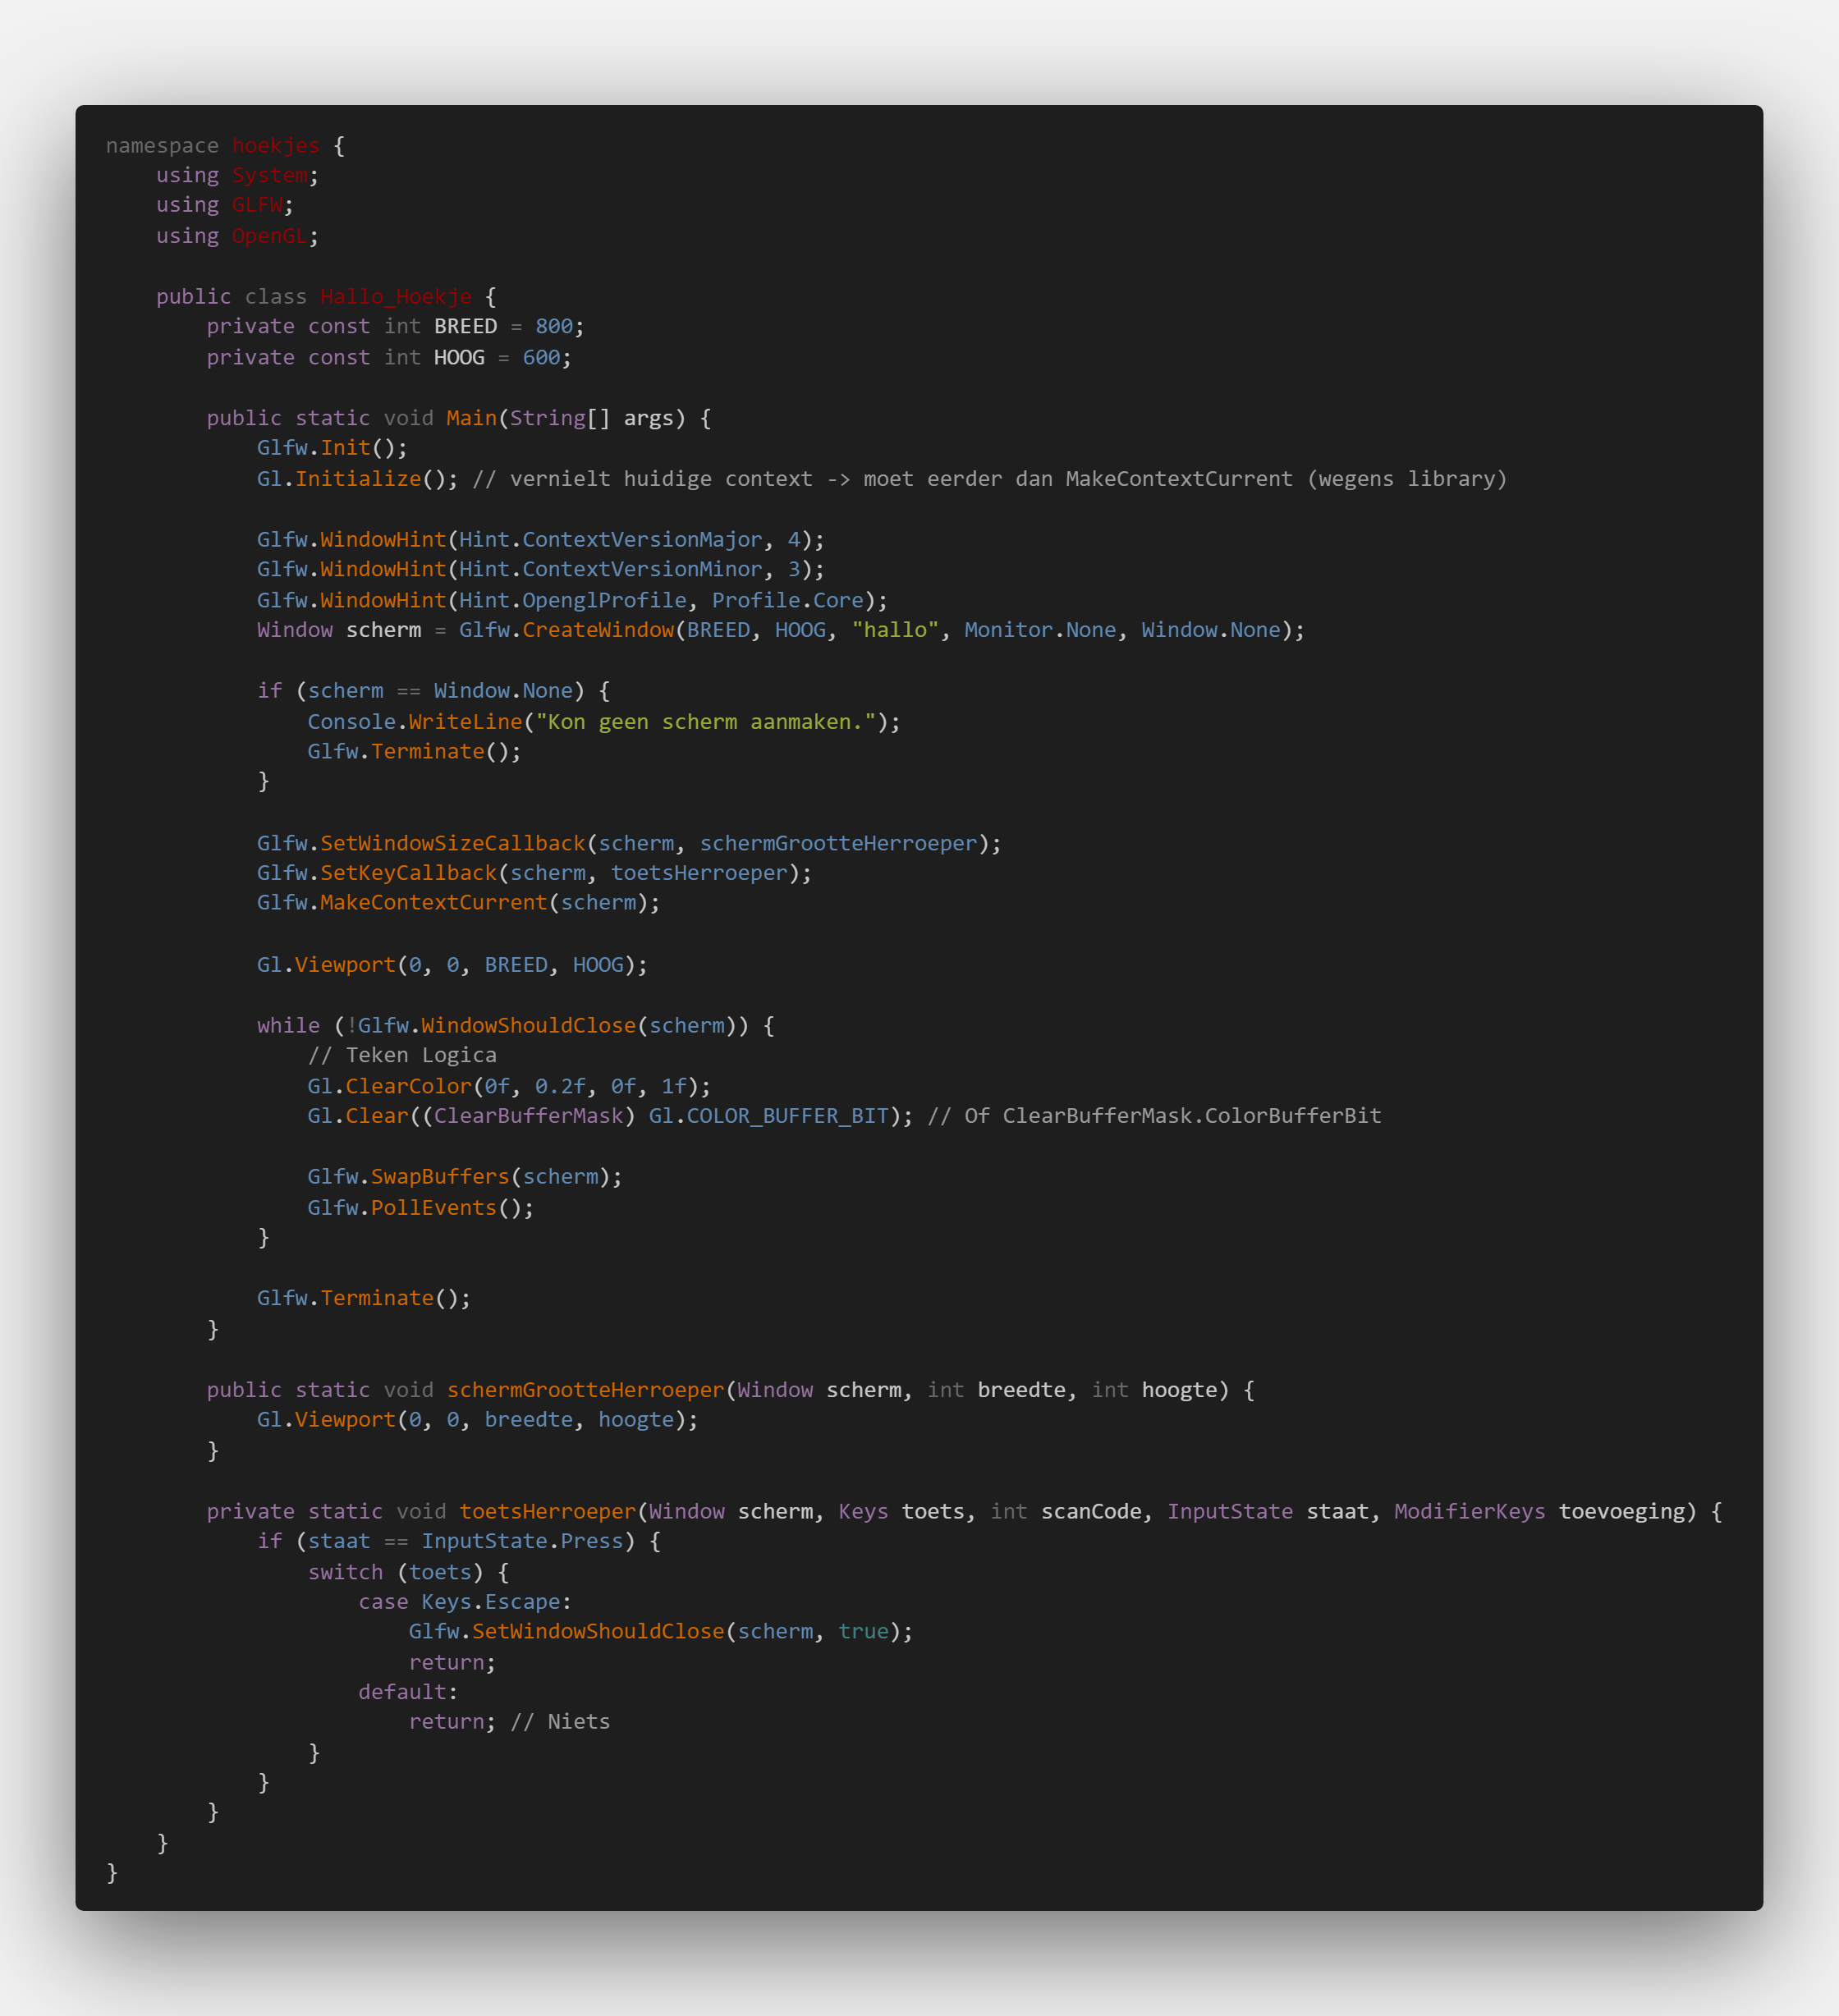 namespace hoekjes {
    using System;
    using GLFW;
    using OpenGL;

    public class Hallo_Hoekje {
        private const int BREED = 800;
        private const int HOOG = 600;

        public static void Main(String[] args) {
            Glfw.Init();
            Gl.Initialize(); // vernielt huidige context -> moet eerder dan MakeContextCurrent (wegens library)

            Glfw.WindowHint(Hint.ContextVersionMajor, 4);
            Glfw.WindowHint(Hint.ContextVersionMinor, 3);
            Glfw.WindowHint(Hint.OpenglProfile, Profile.Core);
            Window scherm = Glfw.CreateWindow(BREED, HOOG, "hallo", Monitor.None, Window.None);

            if (scherm == Window.None) {
                Console.WriteLine("Kon geen scherm aanmaken.");
                Glfw.Terminate();
            }

            Glfw.SetWindowSizeCallback(scherm, schermGrootteHerroeper);
            Glfw.SetKeyCallback(scherm, toetsHerroeper);
            Glfw.MakeContextCurrent(scherm);

            Gl.Viewport(0, 0, BREED, HOOG);

            while (!Glfw.WindowShouldClose(scherm)) {
                // Teken Logica
                Gl.ClearColor(0f, 0.2f, 0f, 1f);
                Gl.Clear((ClearBufferMask) Gl.COLOR_BUFFER_BIT); // Of ClearBufferMask.ColorBufferBit

                Glfw.SwapBuffers(scherm);
                Glfw.PollEvents();
            }

            Glfw.Terminate();
        }

        public static void schermGrootteHerroeper(Window scherm, int breedte, int hoogte) {
            Gl.Viewport(0, 0, breedte, hoogte);
        }

        private static void toetsHerroeper(Window scherm, Keys toets, int scanCode, InputState staat, ModifierKeys toevoeging) {
            if (staat == InputState.Press) {
                switch (toets) {
                    case Keys.Escape:
                        Glfw.SetWindowShouldClose(scherm, true);
                        return;
                    default:
                        return; // Niets
                }
            }
        }
    }
}